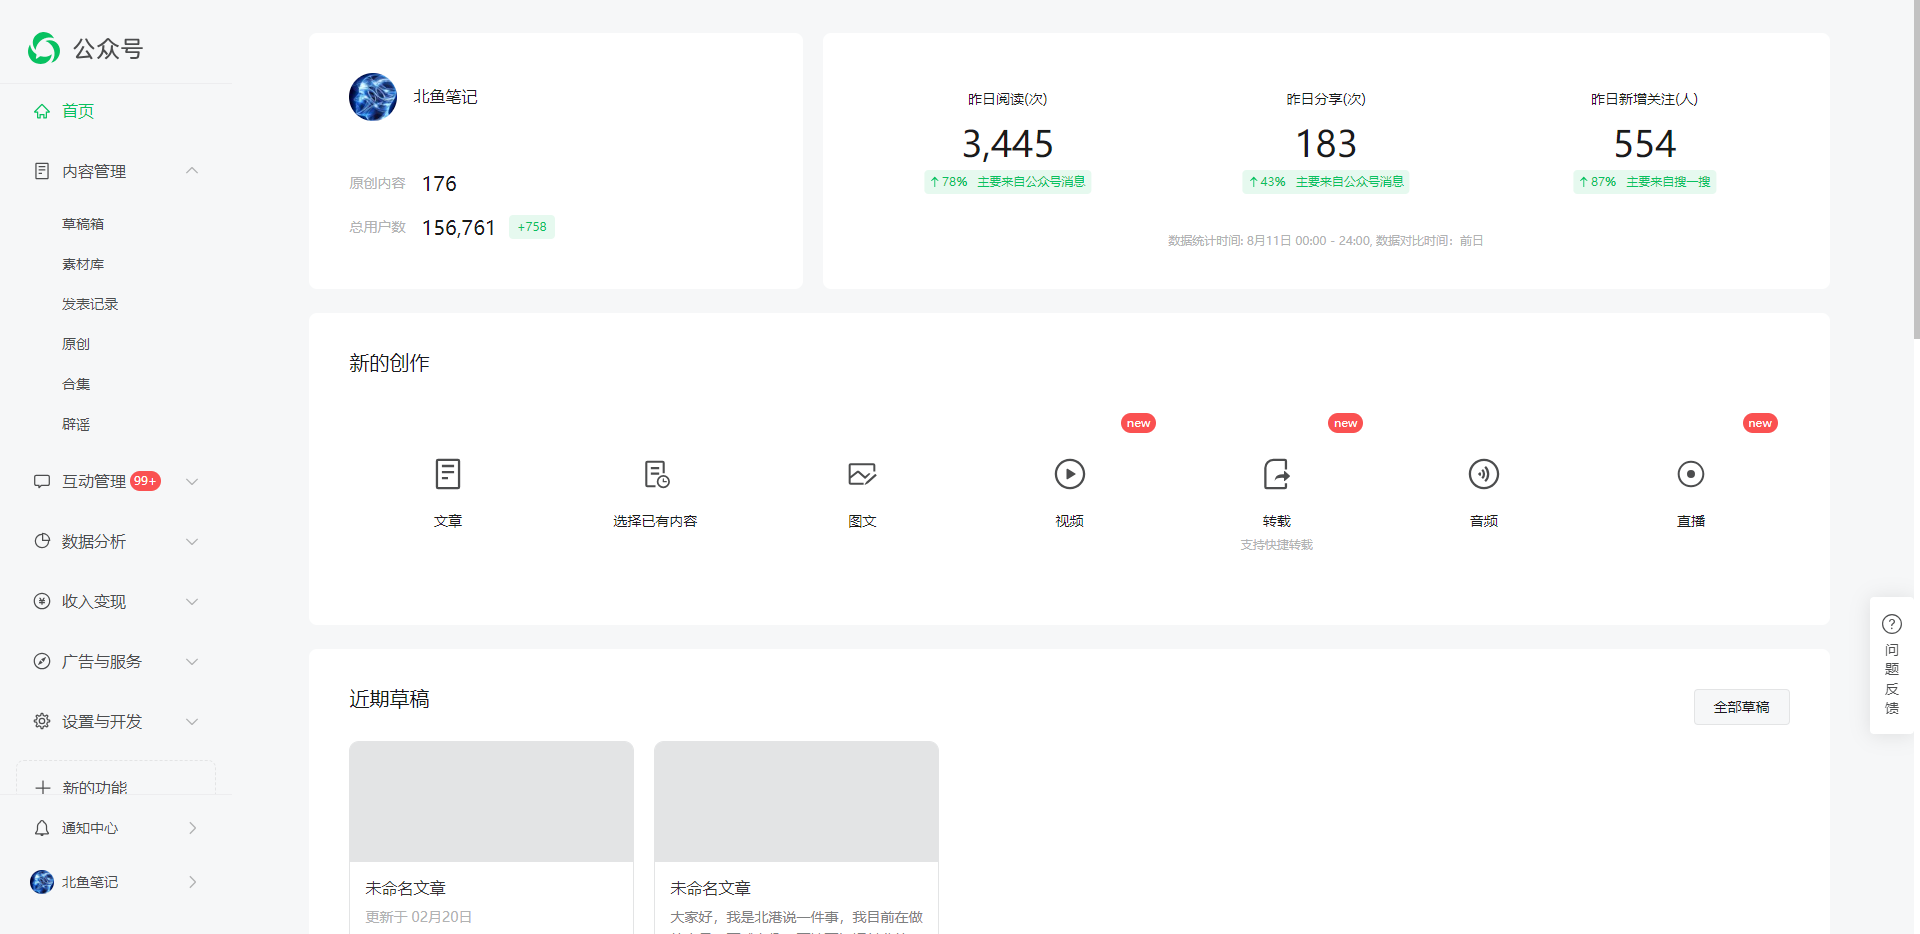 公众号
首页
内容管理
草稿箱
素材库
发表记录
原创
合集
辟谣
互动管理 99+
数据分析
收入变现
广告与服务
设置与开发
新的功能
通知中心
北鱼笔记
北鱼笔记
原创内容 176
总用户数 156,761 +758
昨日阅读(次)
3,445
↑78% 主要来自公众号消息
昨日分享(次)
183
↑43% 主要来自公众号消息
昨日新增关注(人)
554
↑87% 主要来自搜一搜
数据统计时间: 8月11日 00:00 - 24:00, 数据对比时间：前日
新的创作
文章
选择已有内容
图文
new
视频
new
转载
支持快捷转载
音频
new
直播
近期草稿
全部草稿
未命名文章
更新于 02月20日
未命名文章
大家好，我是北港说一件事，我目前在做
问题反馈